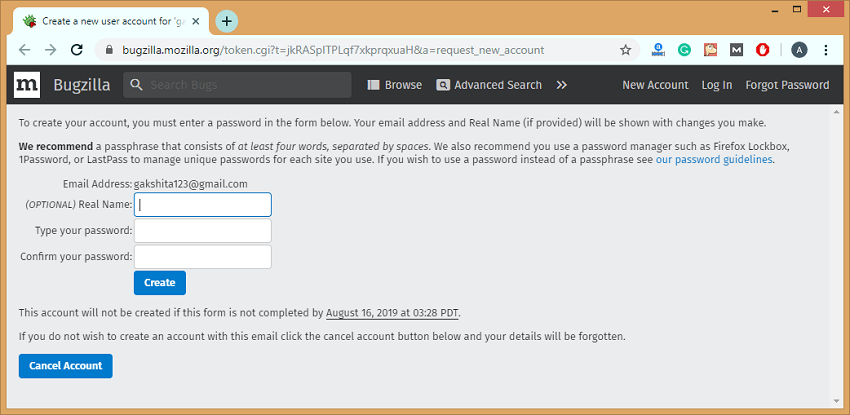 Create a new user account for 'ga
bugzilla.mozilla.org/token.cgi?t=jkRASpITPLqf7xkprqxuaH&a=request_new_account
A
m Bugzilla Search Bugs Browse Advanced Search New Account Log In Forgot Password
To create your account, you must enter a password in the form below. Your email address and Real Name (if provided) will be shown with changes you make.
We recommend a passphrase that consists of at least four words, separated by spaces. We also recommend you use a password manager such as Firefox Lockbox,
1Password, or LastPass to manage unique passwords for each site you use. If you wish to use a password instead of a passphrase see our password guidelines.
Email Address: gakshita123@gmail.com
(OPTIONAL) Real Name:
Type your password:
Confirm your password:
Create
This account will not be created if this form is not completed by August 16, 2019 at 03:28 PDT.
If you do not wish to create an account with this email click the cancel account button below and your details will be forgotten.
Cancel Account